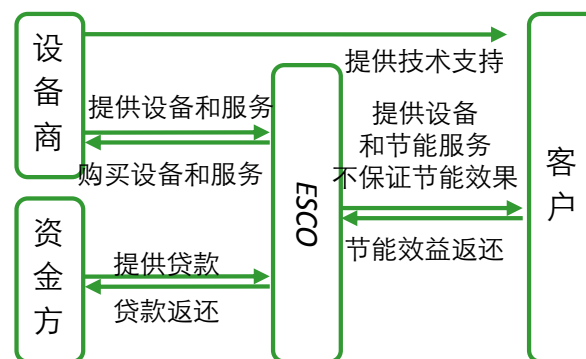 设备商
提供技术支持
提供设备和服务
购买设备和服务
ESCO
提供设备
和节能服务
不保证节能效果
节能效益返还
客户
资金方
提供贷款
贷款返还